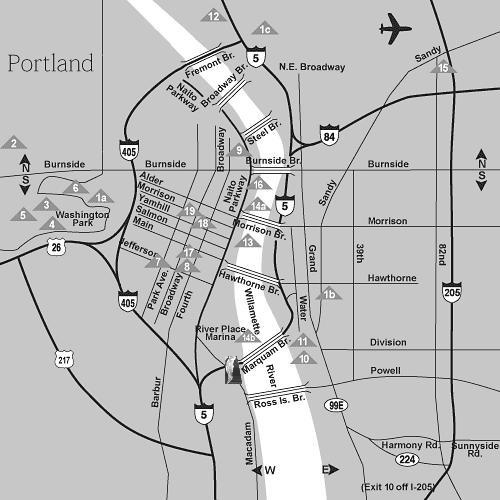 12
1c
5
Sandy
Fremont Br.
Portland
N.E. Broadway
15
Broadway Br.
Naito
Parkway
Steel Br.
84
Broadway
2
405
9
N
S
Burnside
Burnside
Burnside Br.
Burnside
N
S
Alder
6
1a
Morrison
Naito
Parkway
16
Sandy
Yamhill
3
5
Washington
Park
4
19
18
14a
5
Salmon
Main
Morrison Br.
Morrison
26
Jefferson
7
17
8
13
Grand
39th
82nd
Hawthorne Br.
Hawthorne
Park Ave.
Broadway
Fourth
405
Willamette
Water
1b
205
River Place
Marina
14b
11
Division
217
Marquam Br.
10
Powell
River
Barbur
Ross Is. Br.
5
99E
Macadam
Harmony Rd.
Sunnyside
Rd.
224
W
E
(Exit 10 off I-205)